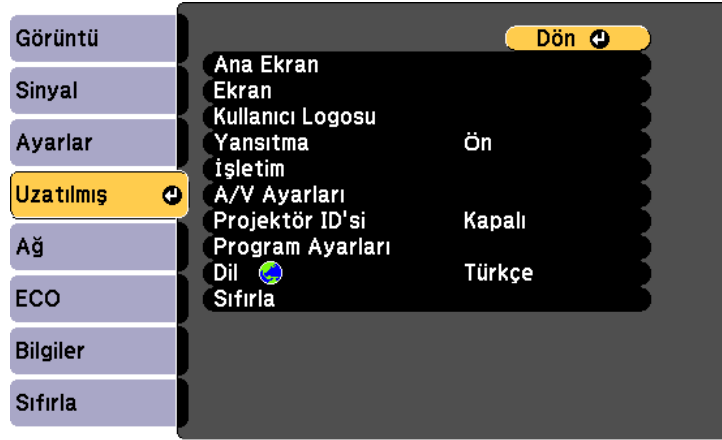 Görüntü
Sinyal
Ayarlar
Uzatılmış
Ağ
ECO
Bilgiler
Sıfırla
Dön
Ana Ekran
Ekran
Kullanıcı Logosu
Yansıtma Ön
İşletim
A/V Ayarları
Projektör ID'si Kapalı
Program Ayarları
Dil Türkçe
Sıfırla